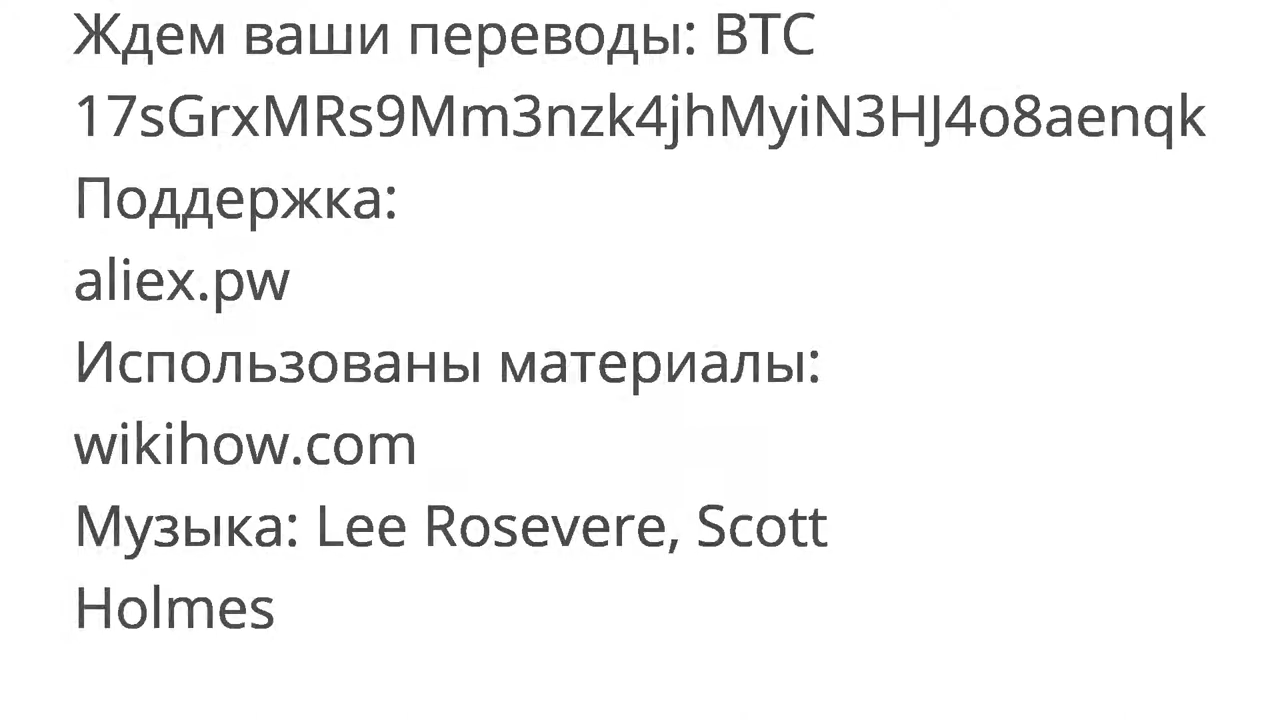 Ждем ваши переводы: BTC
17sGrxMRs9Mm3nzk4jhMyiN3HJ4o8aenqk
Поддержка:
aliex.pw
Использованы материалы:
wikihow.com
Музыка: Lee Rosevere, Scott
Holmes